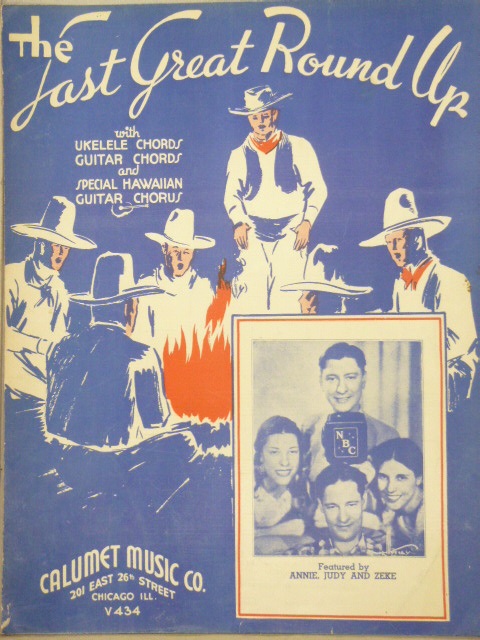 The
Last Great Round Up
with
UKELELE CHORDS
GUITAR CHORDS
and
SPECIAL HAWAIIAN
GUITAR CHORUS
NBC
Featured by
ANNIE, JUDY AND ZEKE
CALUMET MUSIC CO.
201 EAST 26th STREET
CHICAGO ILL.
V434